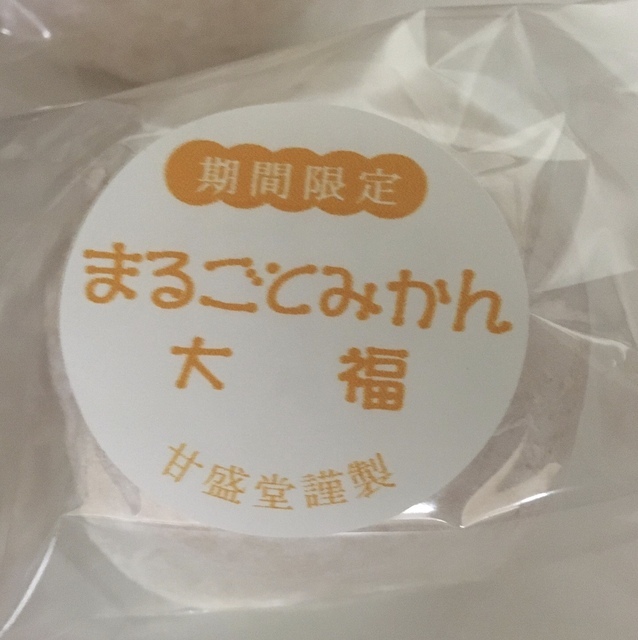 期間限定
まるごとみかん
大福
甘盛堂謹製